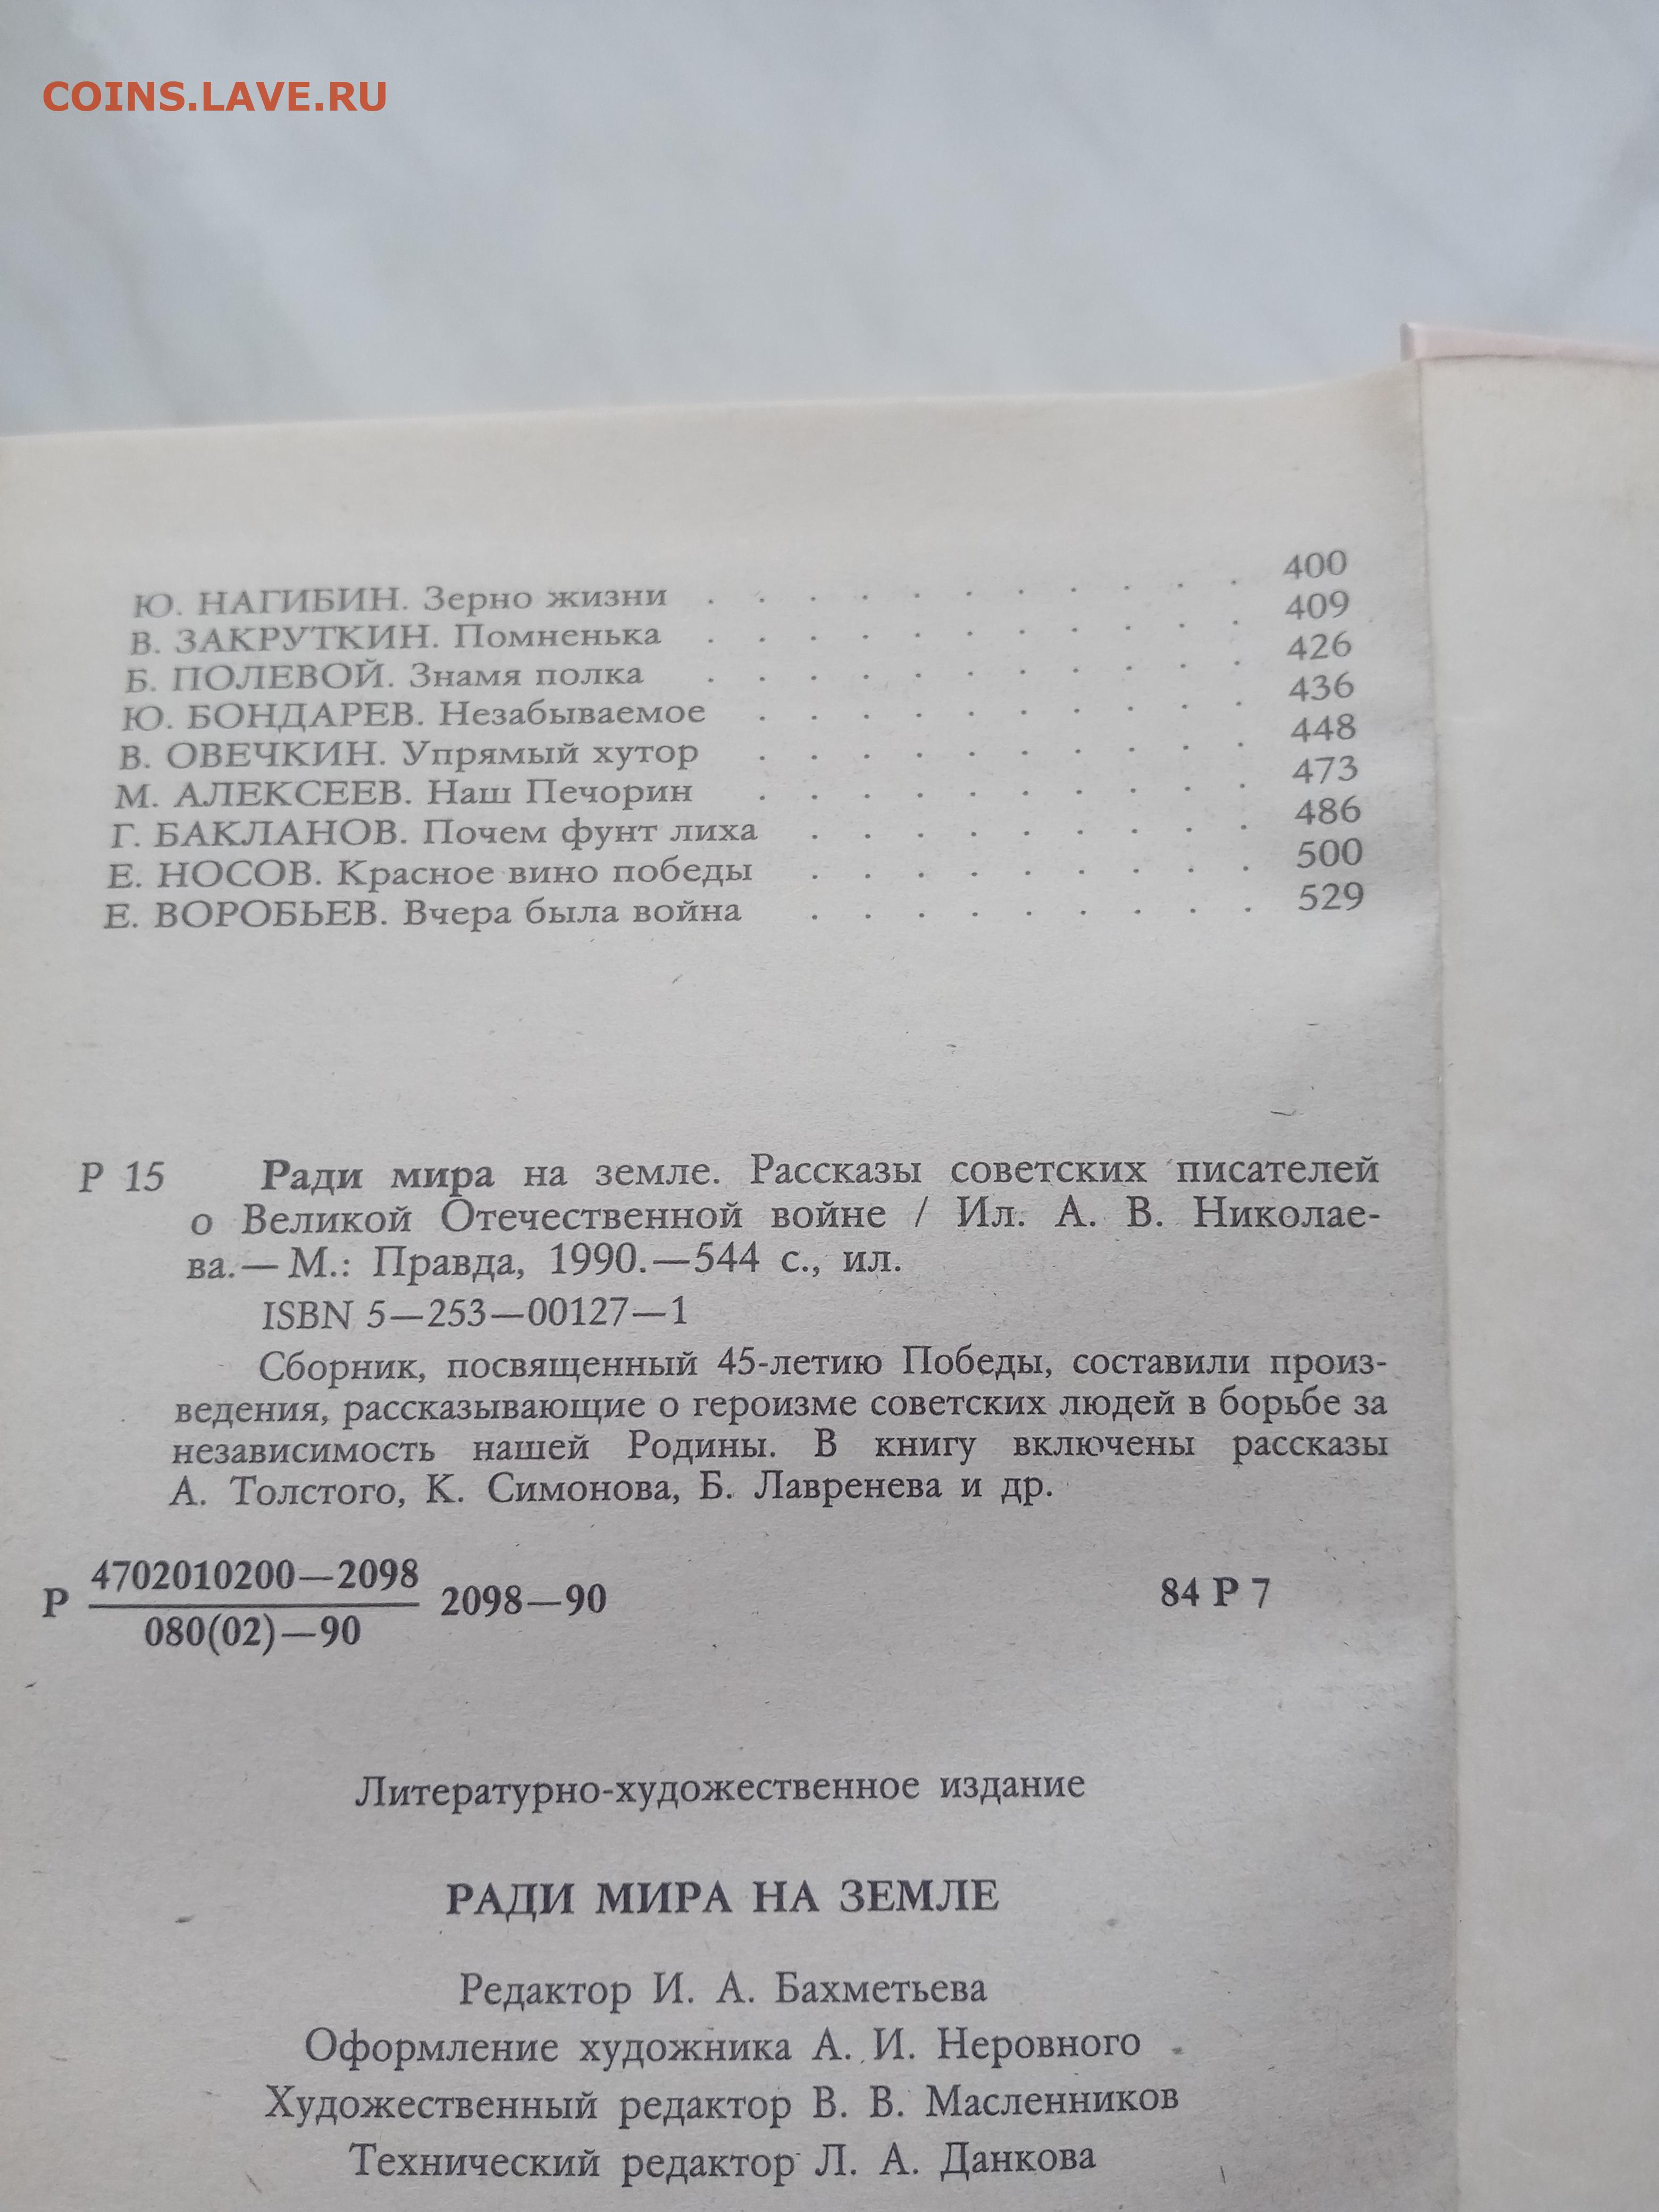 COINS.LAVE.RU
Ю. НАГИБИН. Зерно жизни . . . . . . . . . . . 400
В. ЗАКРУТКИН. Помненька . . . . . . . . . . . 409
Б. ПОЛЕВОЙ. Знамя полка . . . . . . . . . . . 426
Ю. БОНДАРЕВ. Незабываемое . . . . . . . . . . 436
В. ОВЕЧКИН. Упрямый хутор . . . . . . . . . . 448
М. АЛЕКСЕЕВ. Наш Печорин . . . . . . . . . . 473
Г. БАКЛАНОВ. Почем фунт лиха . . . . . . . . . 486
Е. НОСОВ. Красное вино победы . . . . . . . . . 500
Е. ВОРОБЬЕВ. Вчера была война . . . . . . . . . 529
Р 15 Ради мира на земле. Рассказы советских писателей
о Великой Отечественной войне / Ил. А. В. Николае-
ва.— М.: Правда, 1990.—544 с., ил.
ISBN 5—253—00127—1
Сборник, посвященный 45-летию Победы, составили произ-
ведения, рассказывающие о героизме советских людей в борьбе за
независимость нашей Родины. В книгу включены рассказы
А. Толстого, К. Симонова, Б. Лавренева и др.
4702010200—2098
Р 2098—90 84 Р 7
080(02)—90
Литературно-художественное издание
РАДИ МИРА НА ЗЕМЛЕ
Редактор И. А. Бахметьева
Оформление художника А. И. Неровного
Художественный редактор В. В. Масленников
Технический редактор Л. А. Данкова